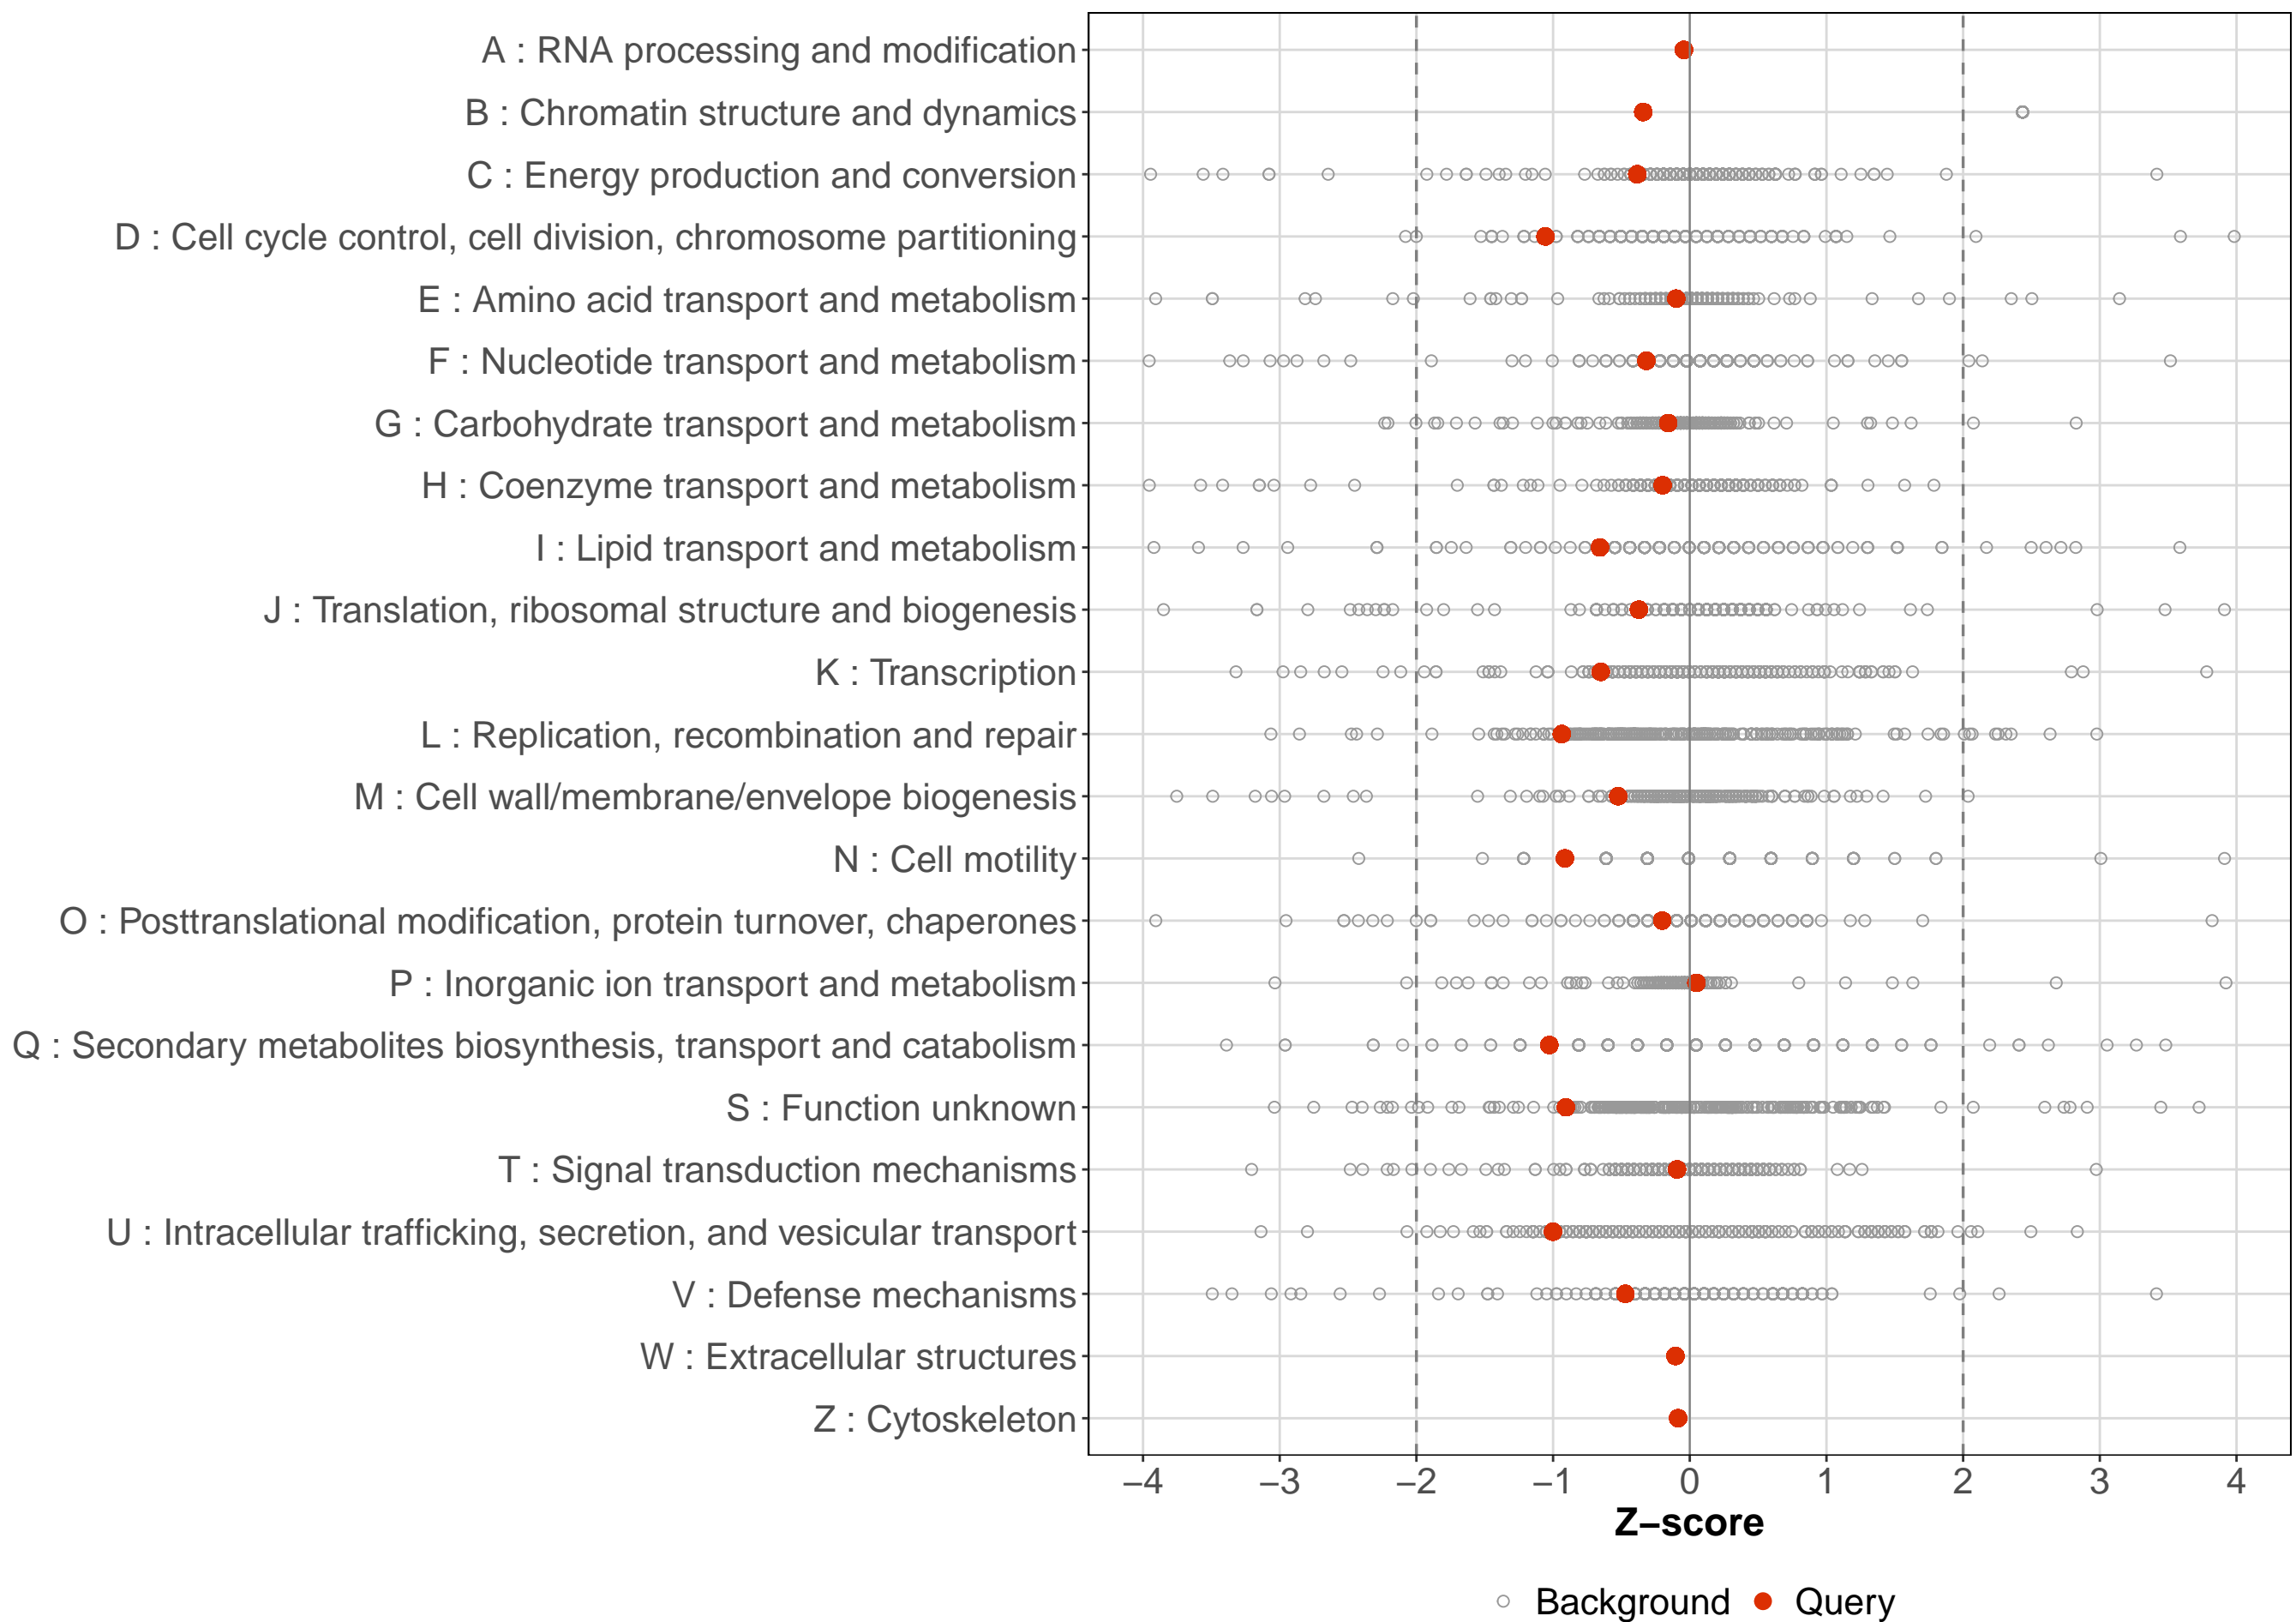 A : RNA processing and modification
B : Chromatin structure and dynamics
C : Energy production and conversion
D : Cell cycle control, cell division, chromosome partitioning
E : Amino acid transport and metabolism
F : Nucleotide transport and metabolism
G : Carbohydrate transport and metabolism
H : Coenzyme transport and metabolism
I : Lipid transport and metabolism
J : Translation, ribosomal structure and biogenesis
K : Transcription
L : Replication, recombination and repair
M : Cell wall/membrane/envelope biogenesis
N : Cell motility
O : Posttranslational modification, protein turnover, chaperones
P : Inorganic ion transport and metabolism
Q : Secondary metabolites biosynthesis, transport and catabolism
S : Function unknown
T : Signal transduction mechanisms
U : Intracellular trafficking, secretion, and vesicular transport
V : Defense mechanisms
W : Extracellular structures
Z : Cytoskeleton
−4 −3 −2 −1 0 1 2 3 4
Z−score
Background Query